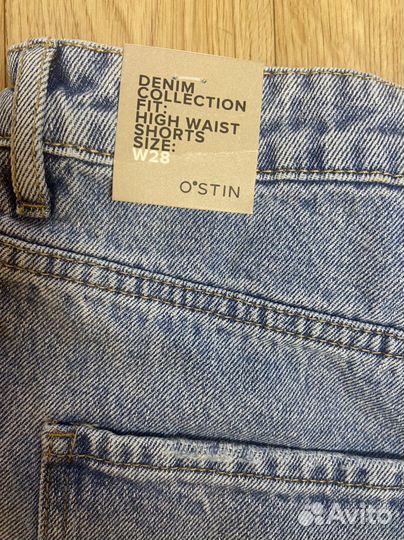 DENIM
COLLECTION
FIT:
HIGH WAIST
SHORTS
SIZE:
W28
O'STIN
Avito